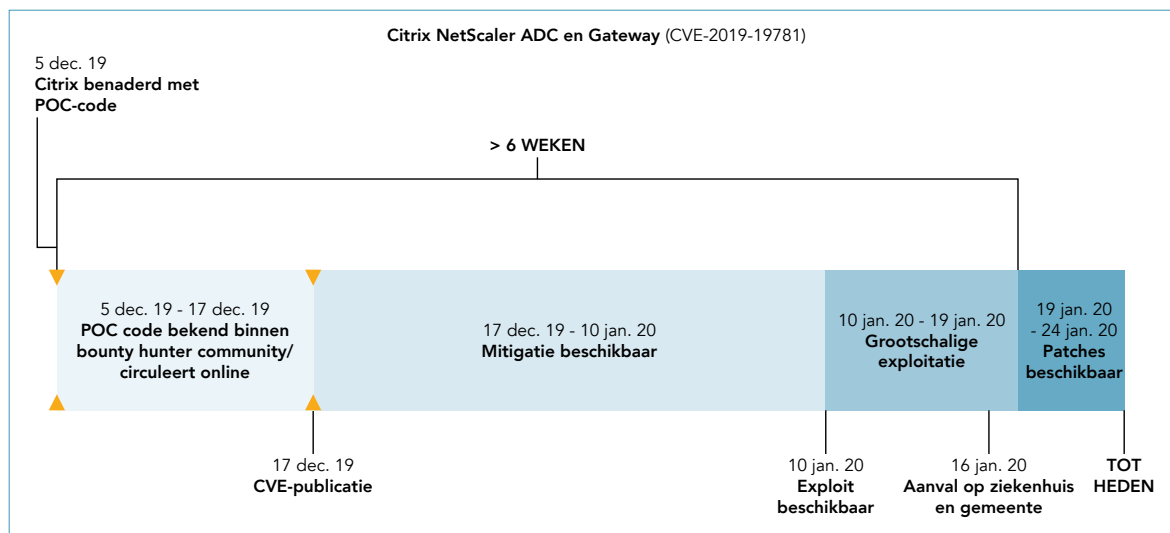 Citrix NetScaler ADC en Gateway (CVE-2019-19781)
5 dec. 19
Citrix benaderd met
POC-code
> 6 WEKEN
5 dec. 19 - 17 dec. 19
POC code bekend binnen
bounty hunter community/
circuleert online
17 dec. 19 - 10 jan. 20
Mitigatie beschikbaar
10 jan. 20 - 19 jan. 20
Grootschalige
exploitatie
19 jan. 20
- 24 jan. 20
Patches
beschikbaar
17 dec. 19
CVE-publicatie
10 jan. 20
Exploit
beschikbaar
16 jan. 20
Aanval op ziekenhuis
en gemeente
TOT
HEDEN